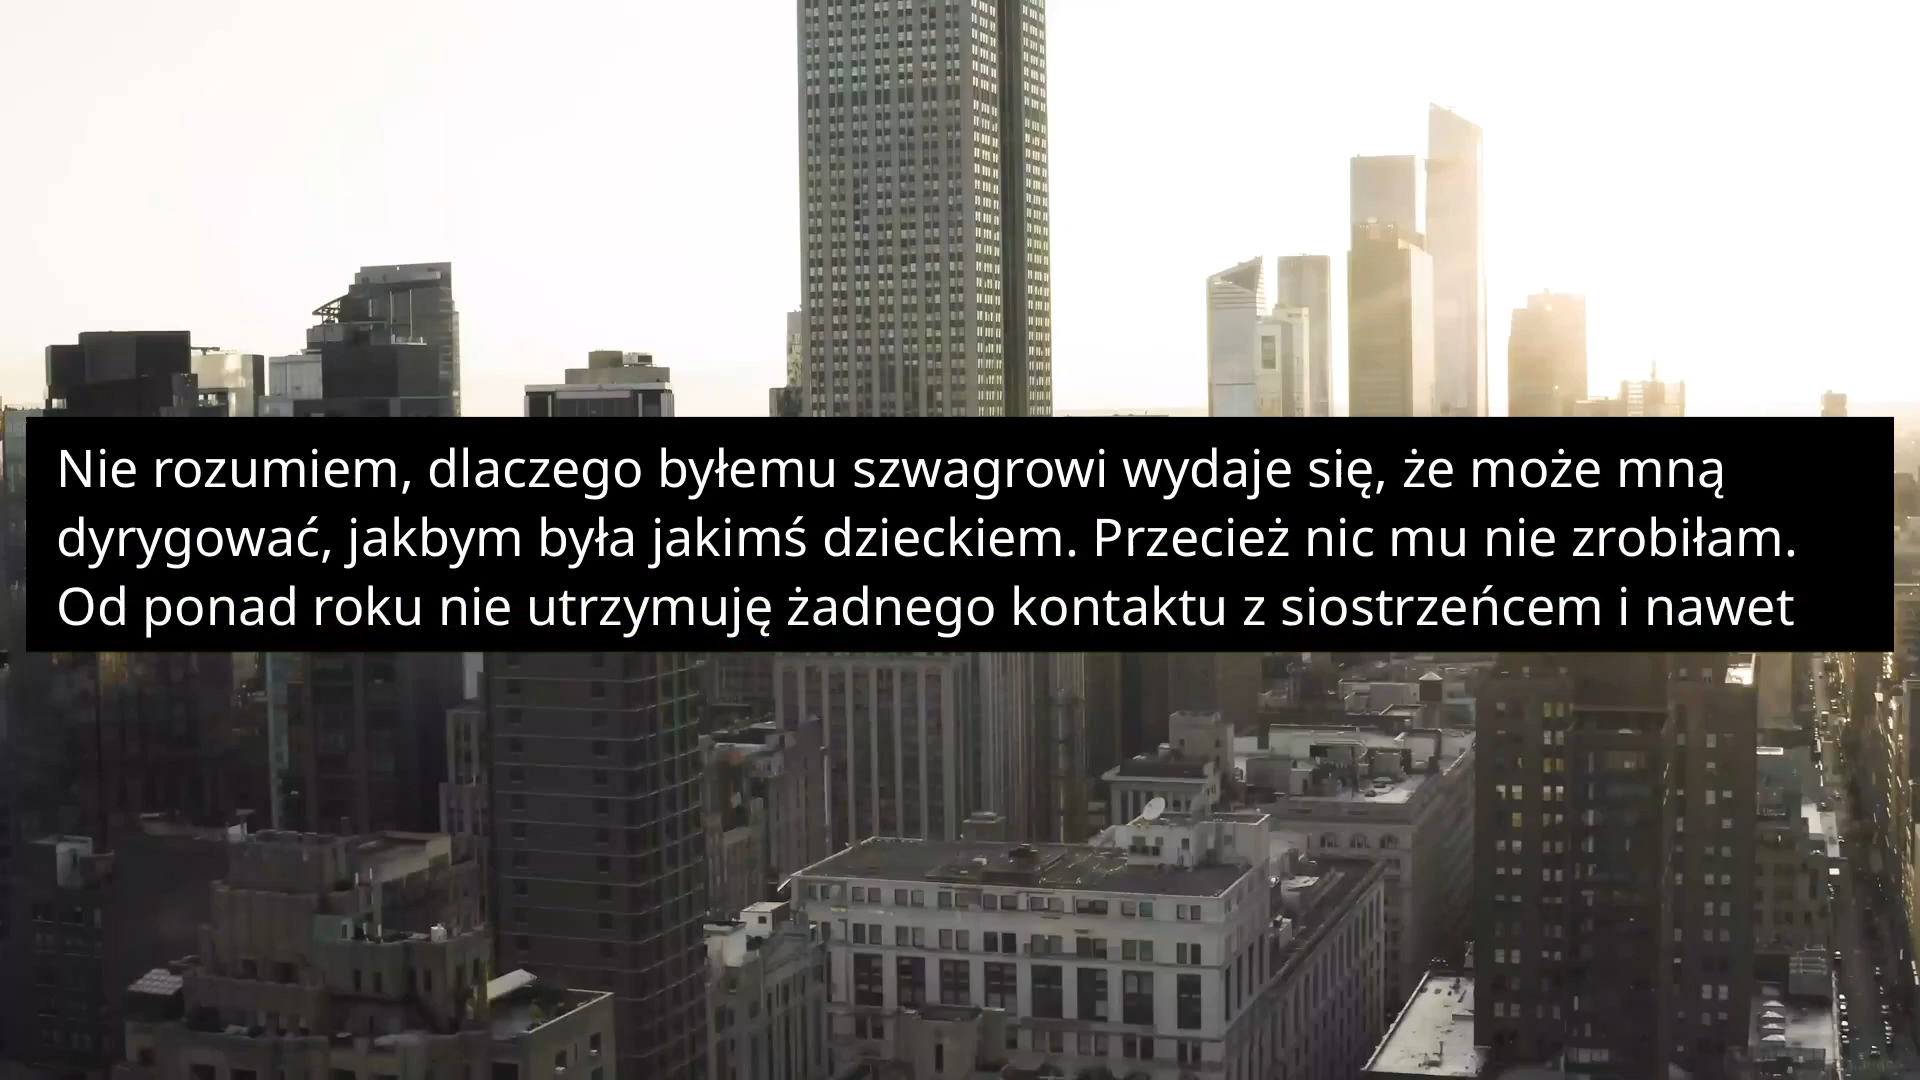 Nie rozumiem, dlaczego byłemu szwagrowi wydaje się, że może mną
dyrygować, jakbym była jakimś dzieckiem. Przecież nic mu nie zrobiłam.
Od ponad roku nie utrzymuję żadnego kontaktu z siostrzeńcem i nawet